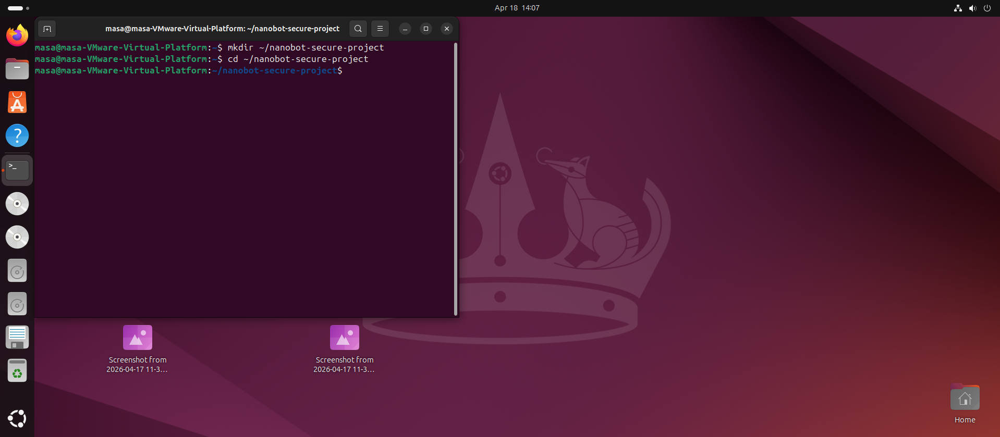 Apr 18 14:07
masa@masa-VMware-Virtual-Platform: ~/nanobot-secure-project
masa@masa-VMware-Virtual-Platform:~$ mkdir ~/nanobot-secure-project
masa@masa-VMware-Virtual-Platform:~$ cd ~/nanobot-secure-project
masa@masa-VMware-Virtual-Platform:~/nanobot-secure-project$
Screenshot from
2026-04-17 11-3…
Screenshot from
2026-04-17 11-3…
Home